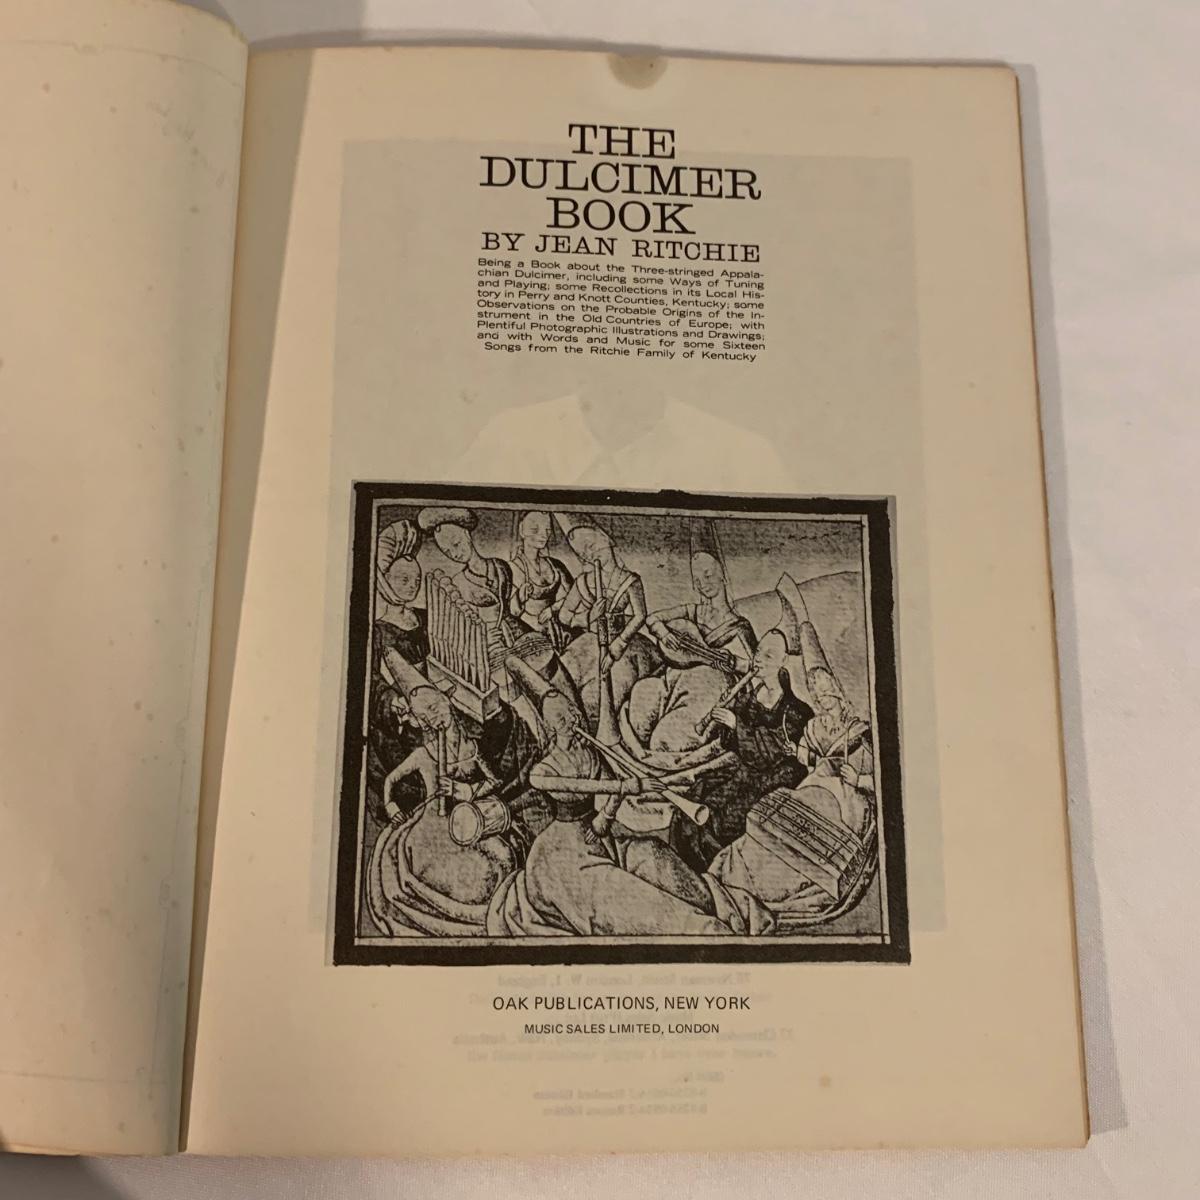 THE
DULCIMER
BOOK
BY JEAN RITCHIE
Being a Book about the Three-stringed Appala-
chian Dulcimer, including some Ways of Tuning
and Playing; some Recollections in its Local His-
tory in Perry and Knott Counties, Kentucky; some
Observations on the Probable Origins of the In-
strument in the Old Countries of Europe; with
Plentiful Photographic Illustrations and Drawings;
and with Words and Music for some Sixteen
Songs from the Ritchie Family of Kentucky
OAK PUBLICATIONS, NEW YORK
MUSIC SALES LIMITED, LONDON